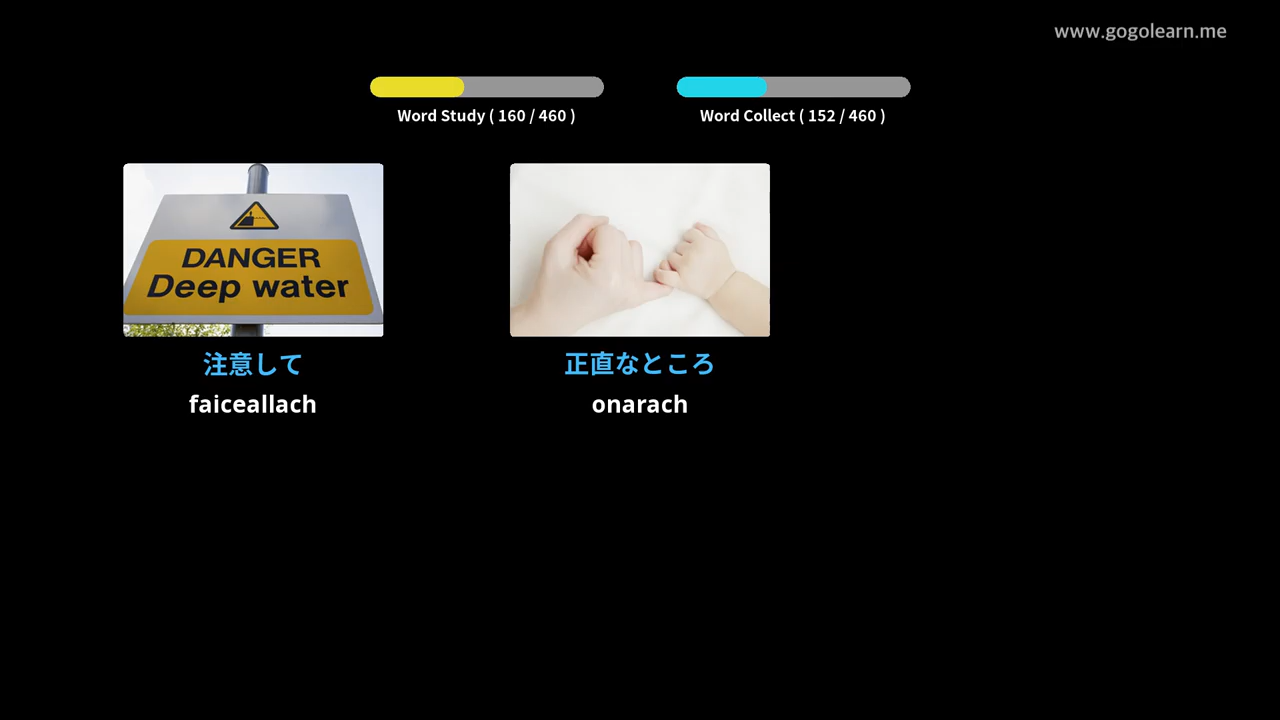 www.gogolearn.me
Word Study ( 160 / 460 )
Word Collect ( 152 / 460 )
DANGER
Deep water
注意して
faiceallach
正直なところ
onarach